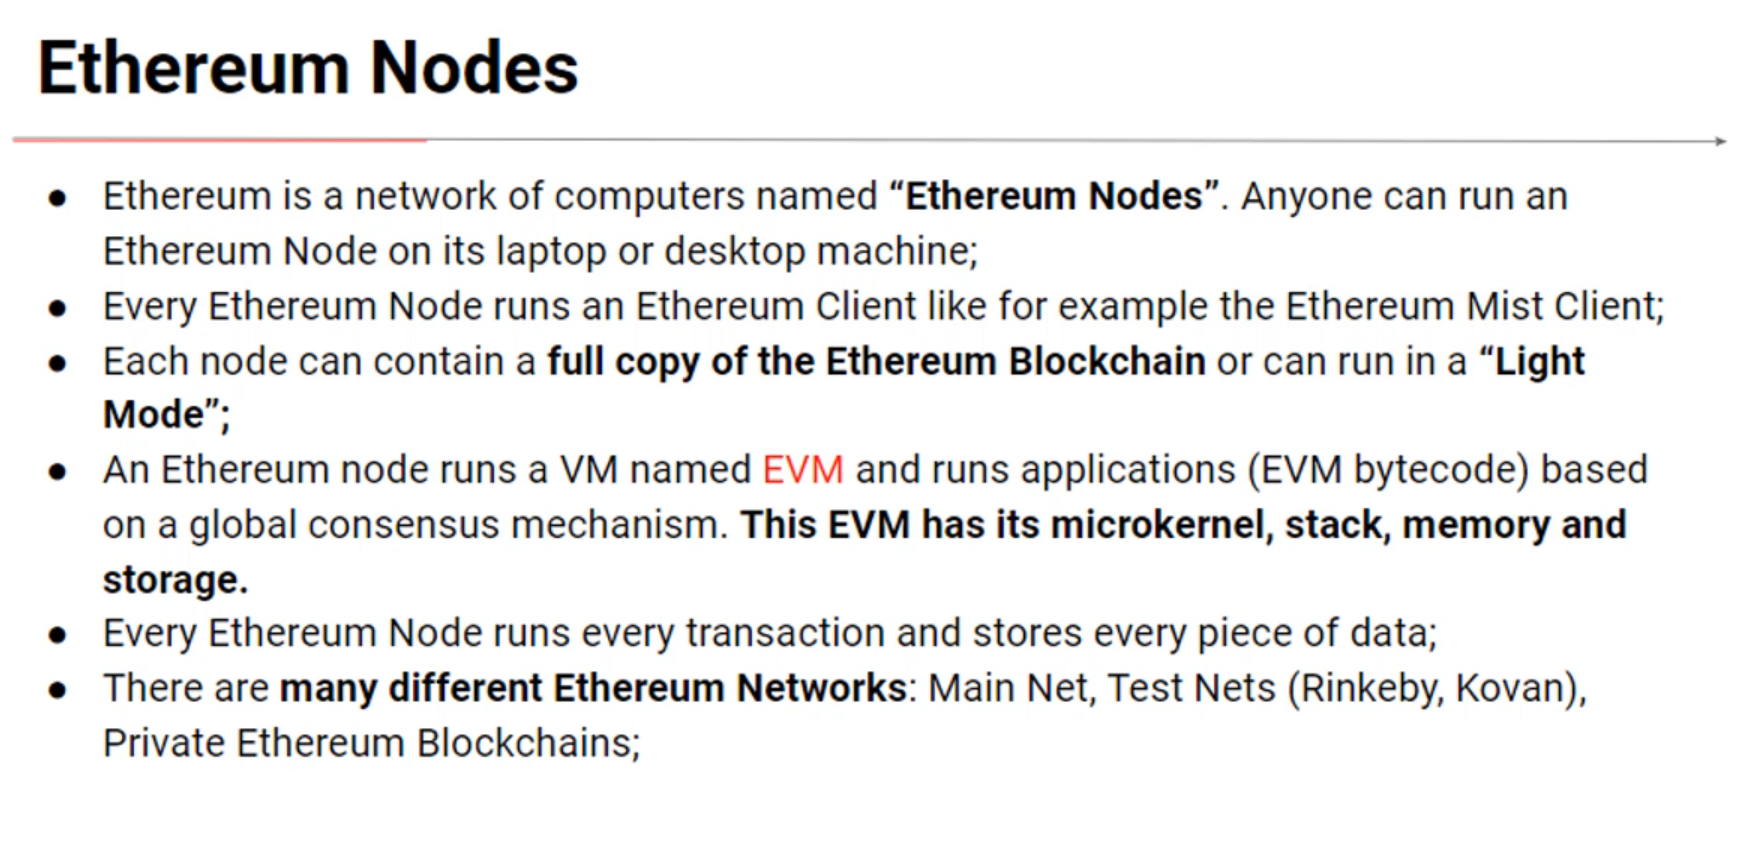 Ethereum Nodes
● Ethereum is a network of computers named “Ethereum Nodes”. Anyone can run an
Ethereum Node on its laptop or desktop machine;
● Every Ethereum Node runs an Ethereum Client like for example the Ethereum Mist Client;
● Each node can contain a full copy of the Ethereum Blockchain or can run in a “Light
Mode”;
● An Ethereum node runs a VM named EVM and runs applications (EVM bytecode) based
on a global consensus mechanism. This EVM has its microkernel, stack, memory and
storage.
● Every Ethereum Node runs every transaction and stores every piece of data;
● There are many different Ethereum Networks: Main Net, Test Nets (Rinkeby, Kovan),
Private Ethereum Blockchains;